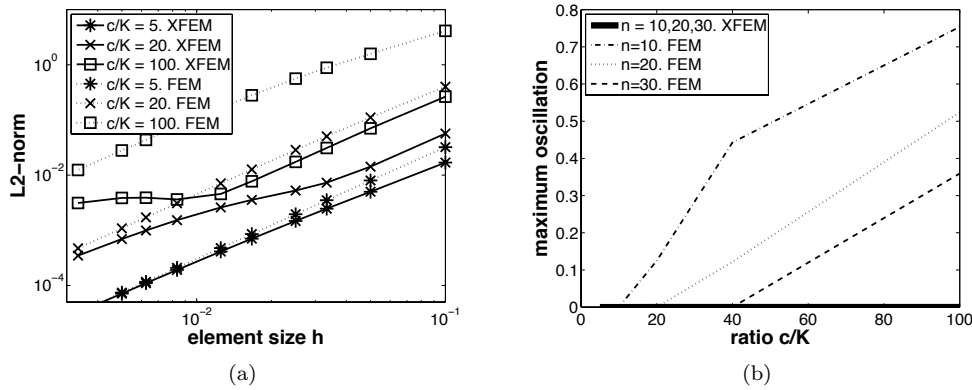 (a)
c/K = 5. XFEM
c/K = 20. XFEM
c/K = 100. XFEM
c/K = 5. FEM
c/K = 20. FEM
c/K = 100. FEM
L2−norm
10^0
10^−2
10^−4
10^−2
10^−1
element size h
(a)
(b)
n = 10,20,30. XFEM
n=10. FEM
n=20. FEM
n=30. FEM
maximum oscillation
0.8
0.7
0.6
0.5
0.4
0.3
0.2
0.1
0
0 20 40 60 80 100
ratio c/K
(b)